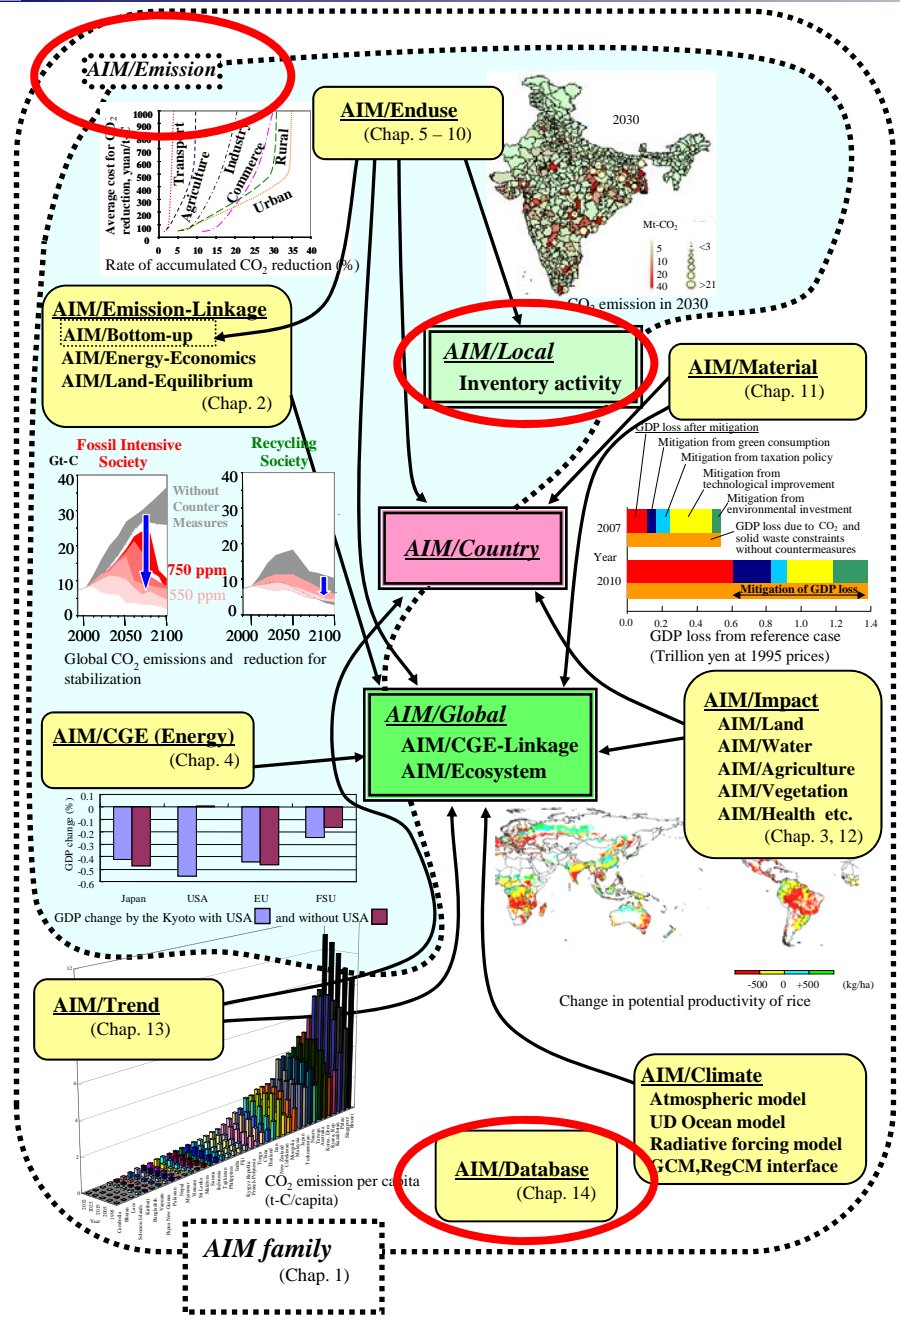 AIM/Emission
AIM/Enduse
(Chap. 5 – 10)
Average cost for CO2
reduction, yuan/t-C
1000
900
800
700
600
500
400
300
200
100
0
Transport
Agriculture
Industry
Commerce
Rural
Urban
0 5 10 15 20 25 30 35 40
Rate of accumulated CO2 reduction (%)
2030
Mt-CO2
5
10
20
40
<3
>21
CO2 emission in 2030
AIM/Emission-Linkage
AIM/Bottom-up
AIM/Energy-Economics
AIM/Land-Equilibrium
(Chap. 2)
AIM/Local
Inventory activity
AIM/Material
(Chap. 11)
Fossil Intensive
Society
Gt-C
40
30
20
10
0
2000 2050 2100
Without
Counter
Measures
750 ppm
550 ppm
Recycling
Society
40
30
20
10
0
2000 2050 2100
Global CO2 emissions and reduction for
stabilization
AIM/Country
GDP loss after mitigation
Mitigation from green consumption
Mitigation from taxation policy
Mitigation from
technological improvement
Mitigation from
environmental investment
GDP loss due to CO2 and
solid waste constraints
without countermeasures
2007
Year
2010
Mitigation of GDP loss
0.0 0.2 0.4 0.6 0.8 1.0 1.2 1.4
GDP loss from reference case
(Trillion yen at 1995 prices)
AIM/Global
AIM/CGE-Linkage
AIM/Ecosystem
AIM/Impact
AIM/Land
AIM/Water
AIM/Agriculture
AIM/Vegetation
AIM/Health etc.
(Chap. 3, 12)
AIM/CGE (Energy)
(Chap. 4)
GDP change (%)
0.1
0
-0.1
-0.2
-0.3
-0.4
-0.5
-0.6
Japan USA EU FSU
GDP change by the Kyoto with USA and without USA
-500 0 +500 (kg/ha)
Change in potential productivity of rice
AIM/Trend
(Chap. 13)
AIM/Climate
Atmospheric model
UD Ocean model
Radiative forcing model
GCM,RegCM interface
12
6
4
2
0
Year
CO2 emission per capita
(t-C/capita)
AIM/Database
(Chap. 14)
AIM family
(Chap. 1)